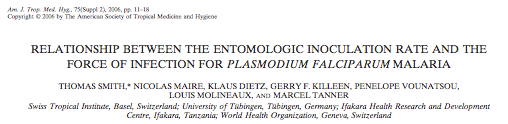 Am. J. Trop. Med. Hyg., 75(Suppl 2), 2006, pp. 11–18
Copyright © 2006 by The American Society of Tropical Medicine and Hygiene
RELATIONSHIP BETWEEN THE ENTOMOLOGIC INOCULATION RATE AND THE
FORCE OF INFECTION FOR PLASMODIUM FALCIPARUM MALARIA
THOMAS SMITH,* NICOLAS MAIRE, KLAUS DIETZ, GERRY F. KILLEEN, PENELOPE VOUNATSOU,
LOUIS MOLINEAUX, AND MARCEL TANNER
Swiss Tropical Institute, Basel, Switzerland; University of Tübingen, Tübingen, Germany; Ifakara Health Research and Development
Centre, Ifakara, Tanzania; World Health Organization, Geneva, Switzerland